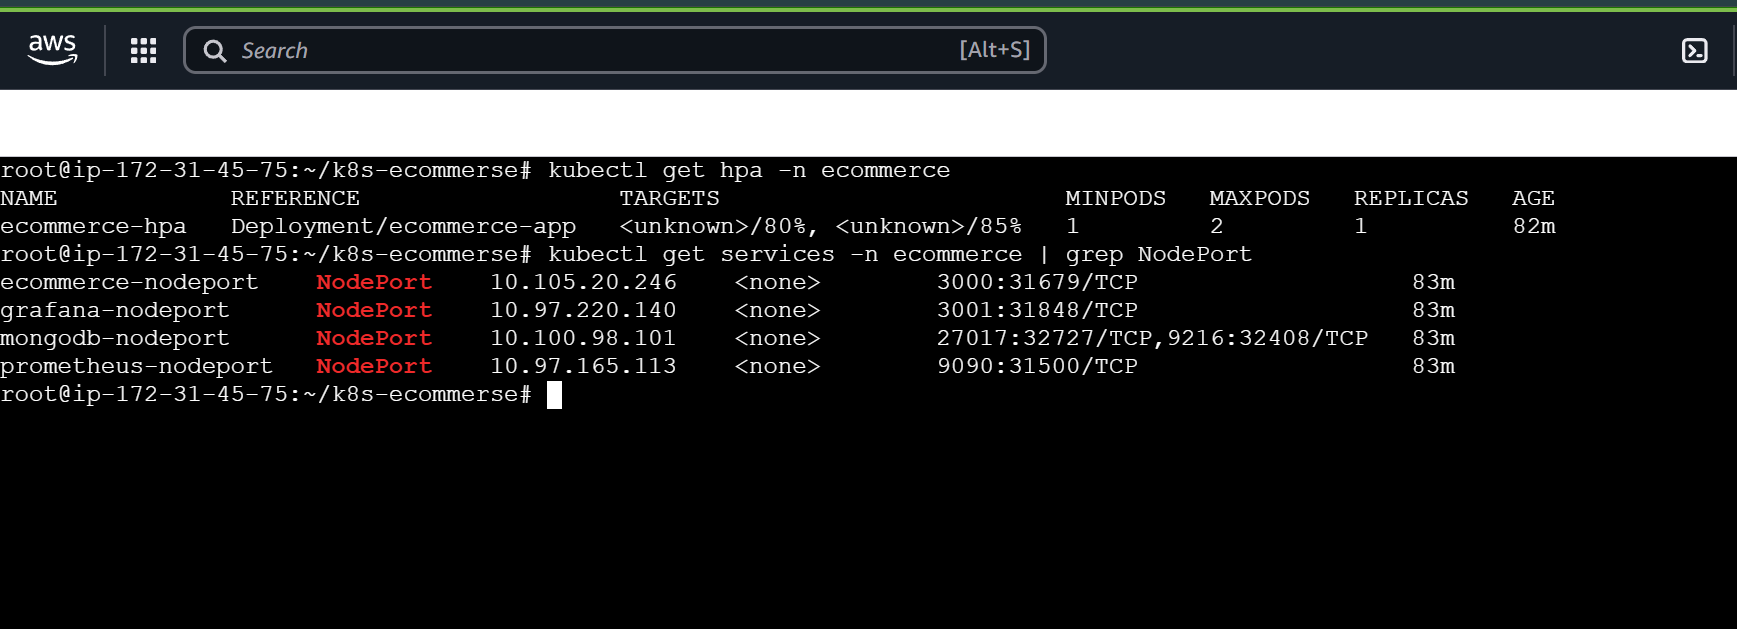 aws
Search [Alt+S]
root@ip-172-31-45-75:~/k8s-ecommerse# kubectl get hpa -n ecommerce
NAME REFERENCE TARGETS MINPODS MAXPODS REPLICAS AGE
ecommerce-hpa Deployment/ecommerce-app <unknown>/80%, <unknown>/85% 1 2 1 82m
root@ip-172-31-45-75:~/k8s-ecommerse# kubectl get services -n ecommerce | grep NodePort
ecommerce-nodeport NodePort 10.105.20.246 <none> 3000:31679/TCP 83m
grafana-nodeport NodePort 10.97.220.140 <none> 3001:31848/TCP 83m
mongodb-nodeport NodePort 10.100.98.101 <none> 27017:32727/TCP,9216:32408/TCP 83m
prometheus-nodeport NodePort 10.97.165.113 <none> 9090:31500/TCP 83m
root@ip-172-31-45-75:~/k8s-ecommerse#